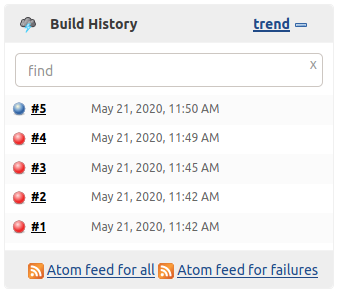 Build History trend
find x
#5 May 21, 2020, 11:50 AM
#4 May 21, 2020, 11:49 AM
#3 May 21, 2020, 11:45 AM
#2 May 21, 2020, 11:42 AM
#1 May 21, 2020, 11:42 AM
Atom feed for all Atom feed for failures